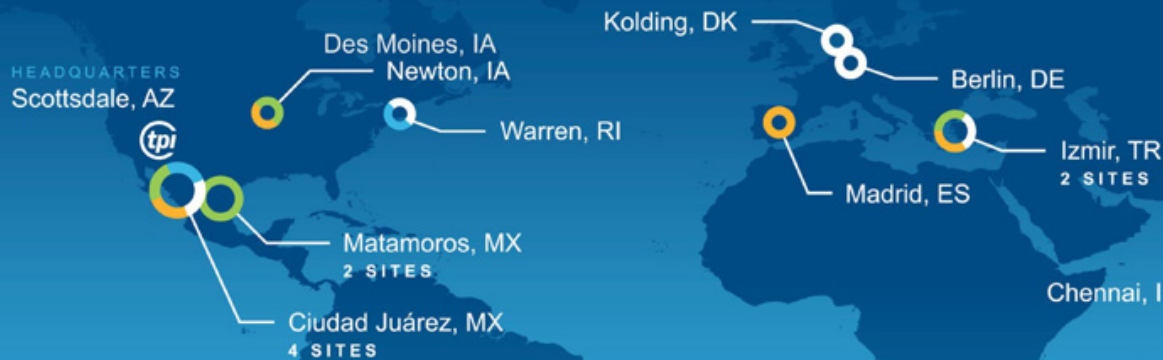 Kolding, DK
Des Moines, IA
Newton, IA
HEADQUARTERS
Scottsdale, AZ
tpi
Berlin, DE
Warren, RI
Izmir, TR
2 SITES
Madrid, ES
Matamoros, MX
2 SITES
Chennai, I
Ciudad Juárez, MX
4 SITES